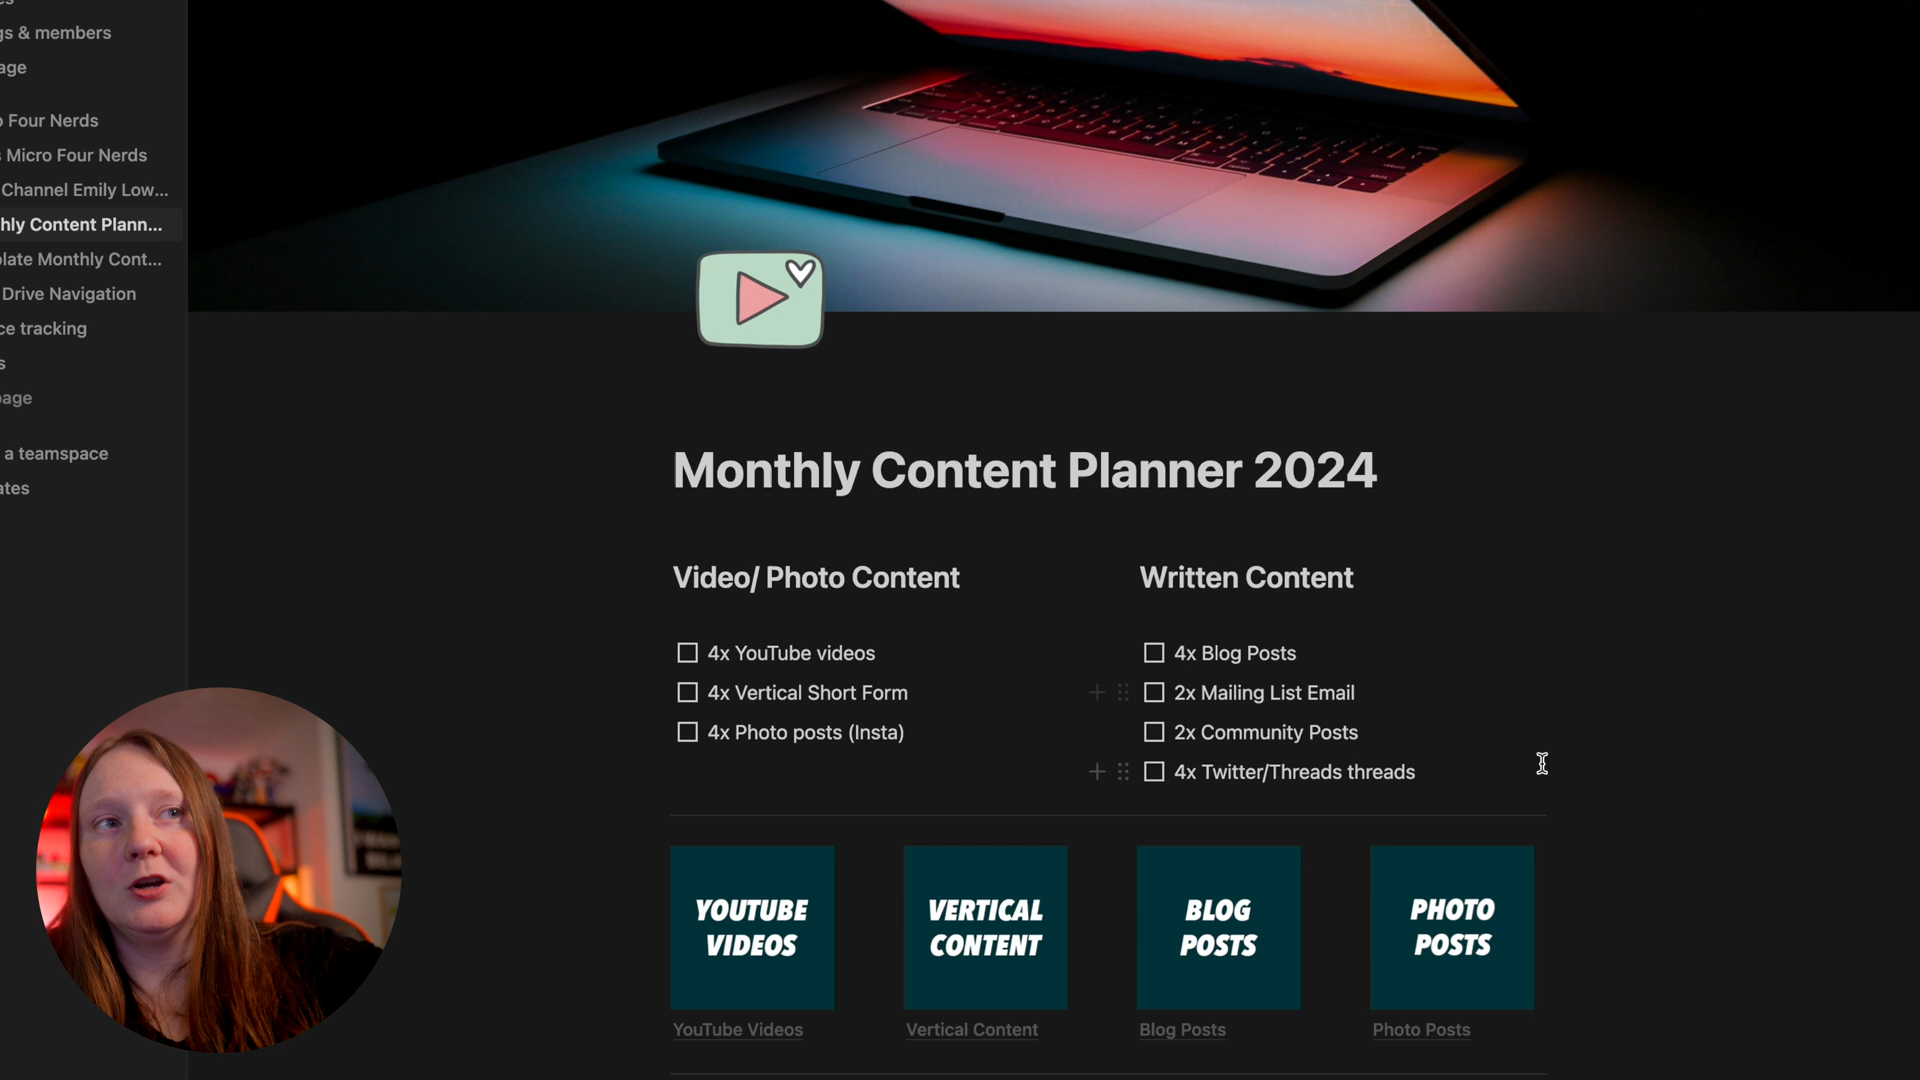 gs & members
age
o Four Nerds
s Micro Four Nerds
Channel Emily Low...
hly Content Plann...
late Monthly Cont...
Drive Navigation
ce tracking
s
page
a teamspace
ates
Monthly Content Planner 2024
Video/ Photo Content
4x YouTube videos
4x Vertical Short Form
4x Photo posts (Insta)
Written Content
4x Blog Posts
2x Mailing List Email
2x Community Posts
4x Twitter/Threads threads
YOUTUBE
VIDEOS
YouTube Videos
VERTICAL
CONTENT
Vertical Content
BLOG
POSTS
Blog Posts
PHOTO
POSTS
Photo Posts